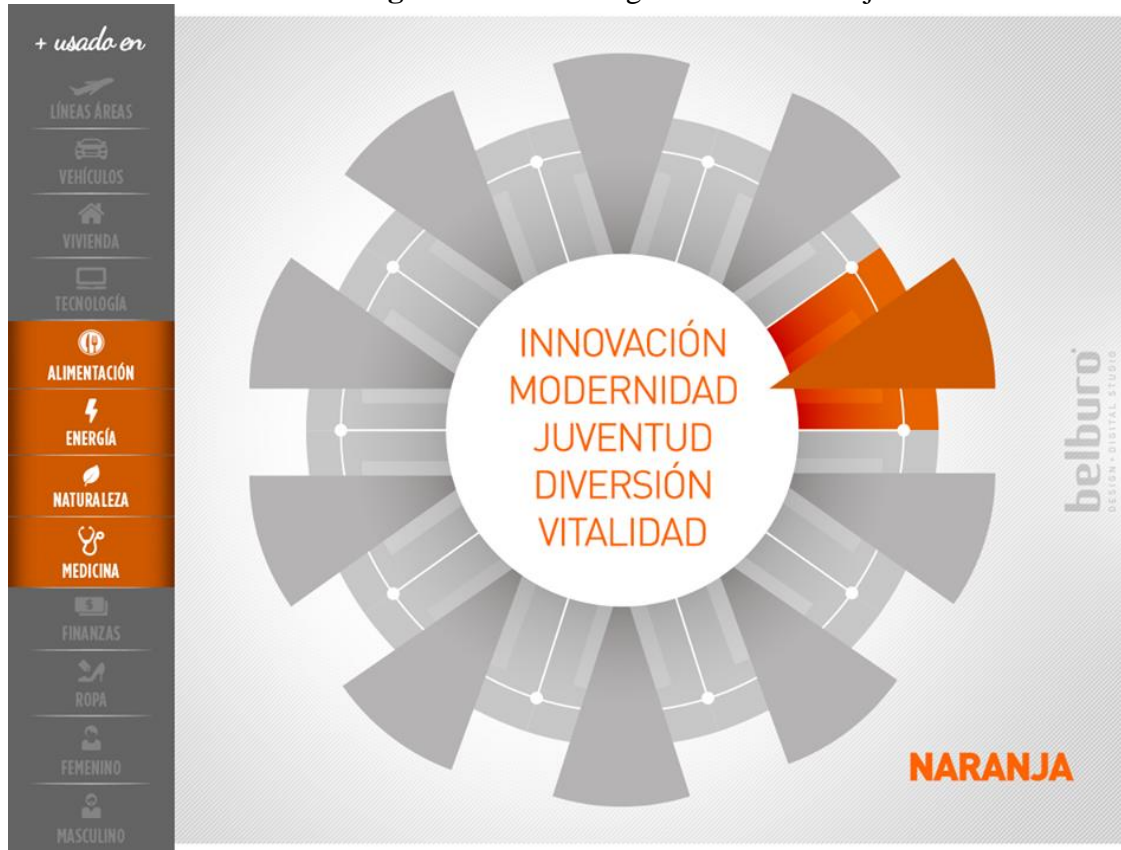 + usado en
LÍNEAS ÁREAS
VEHÍCULOS
VIVIENDA
TECNOLOGÍA
ALIMENTACIÓN
ENERGÍA
NATURALEZA
MEDICINA
FINANZAS
ROPA
FEMENINO
MASCULINO
INNOVACIÓN
MODERNIDAD
JUVENTUD
DIVERSIÓN
VITALIDAD
NARANJA
belburo
DESIGN + DIGITAL STUDIO